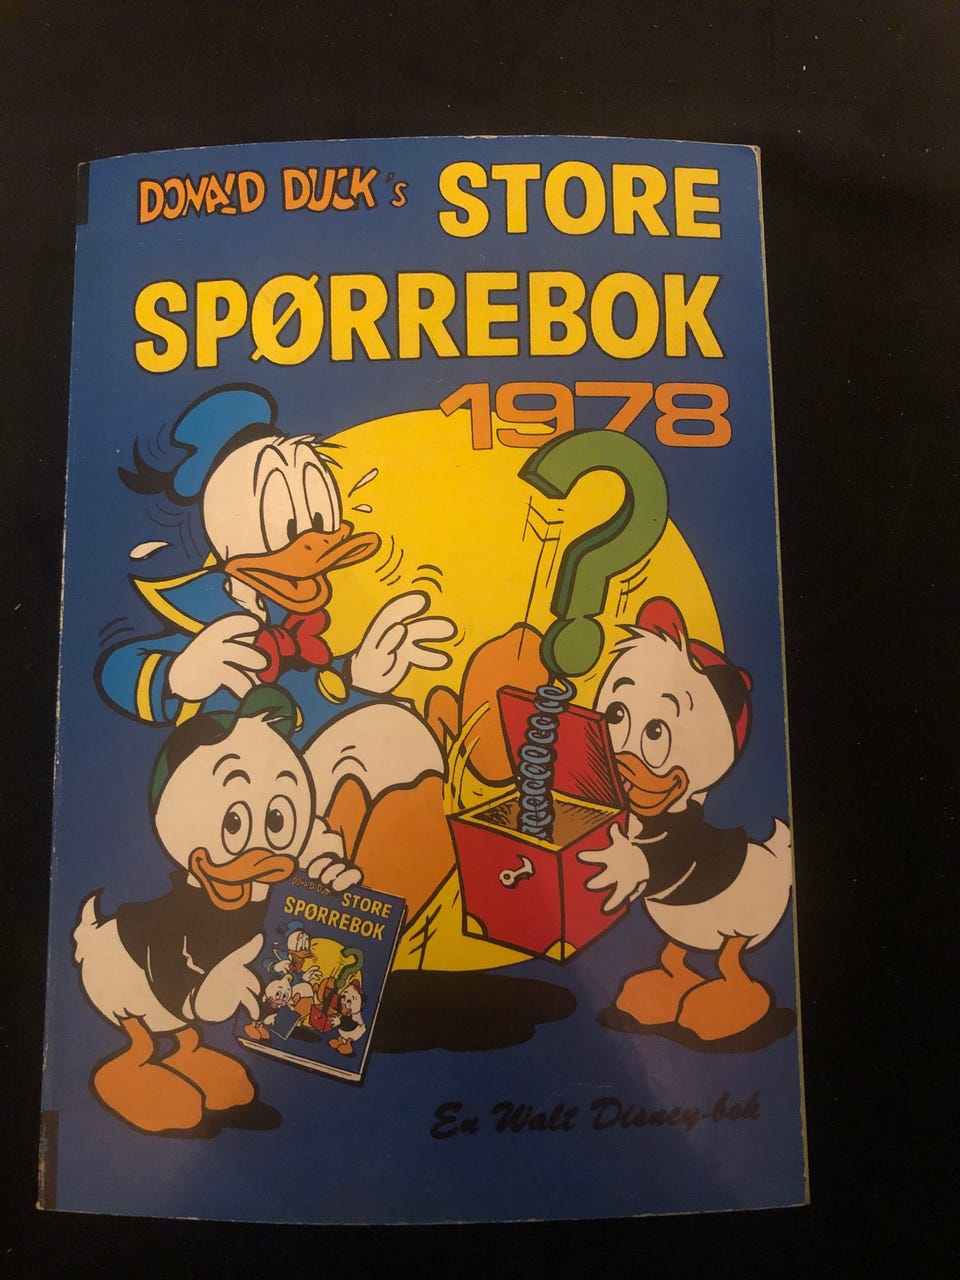 DONALD DUCK's STORE
SPØRREBOK
1978
DONALD DUCK
STORE
SPØRREBOK
En Walt Disney-bok